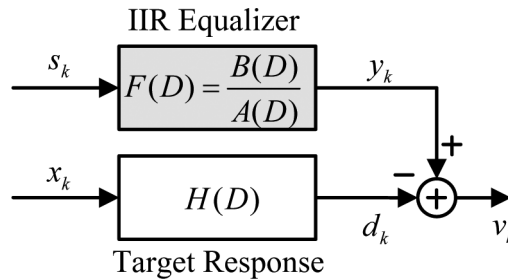 IIR Equalizer
s_k
F(D) = B(D)/A(D)
y_k
+
x_k
H(D)
−
+
d_k
Target Response